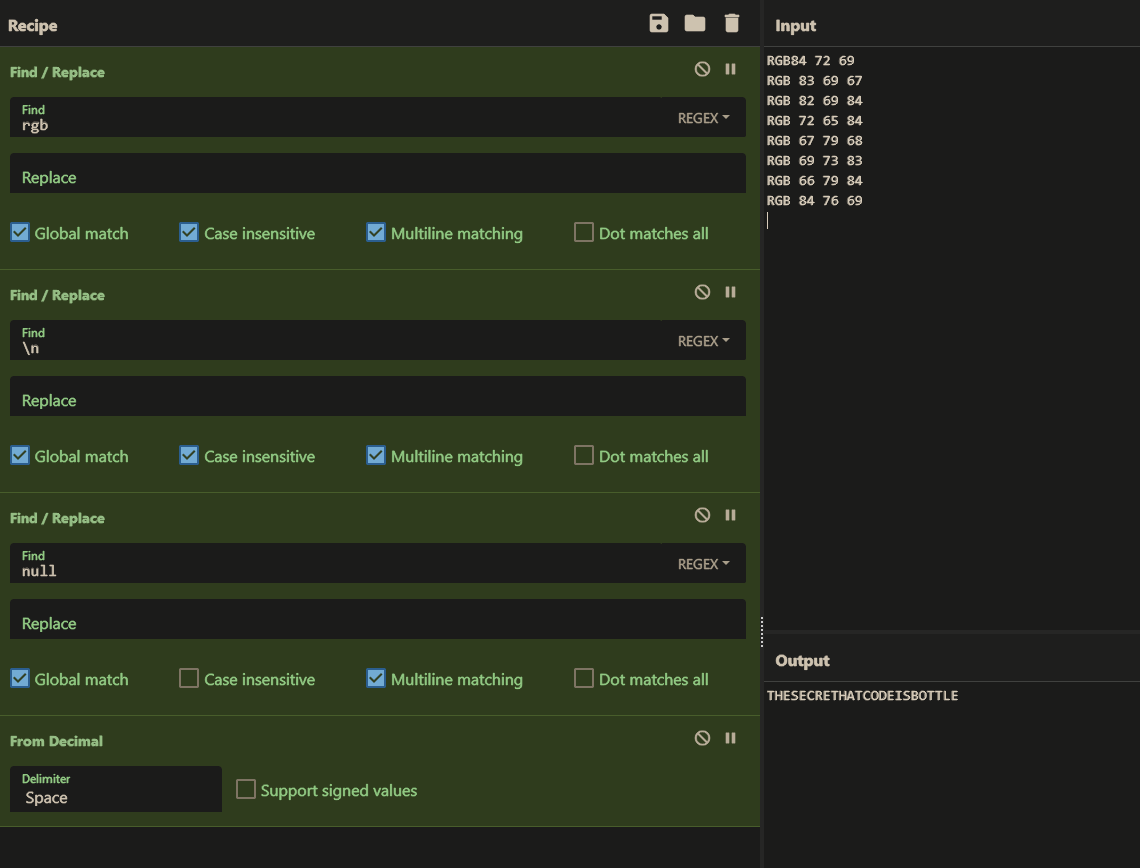 Recipe
Find / Replace
Find
rgb
REGEX
Replace
Global match Case insensitive Multiline matching Dot matches all
Find / Replace
Find
\n
REGEX
Replace
Global match Case insensitive Multiline matching Dot matches all
Find / Replace
Find
null
REGEX
Replace
Global match Case insensitive Multiline matching Dot matches all
From Decimal
Delimiter
Space
Support signed values
Input
RGB84 72 69
RGB 83 69 67
RGB 82 69 84
RGB 72 65 84
RGB 67 79 68
RGB 69 73 83
RGB 66 79 84
RGB 84 76 69
Output
THESECRETHATCODEISBOTTLE